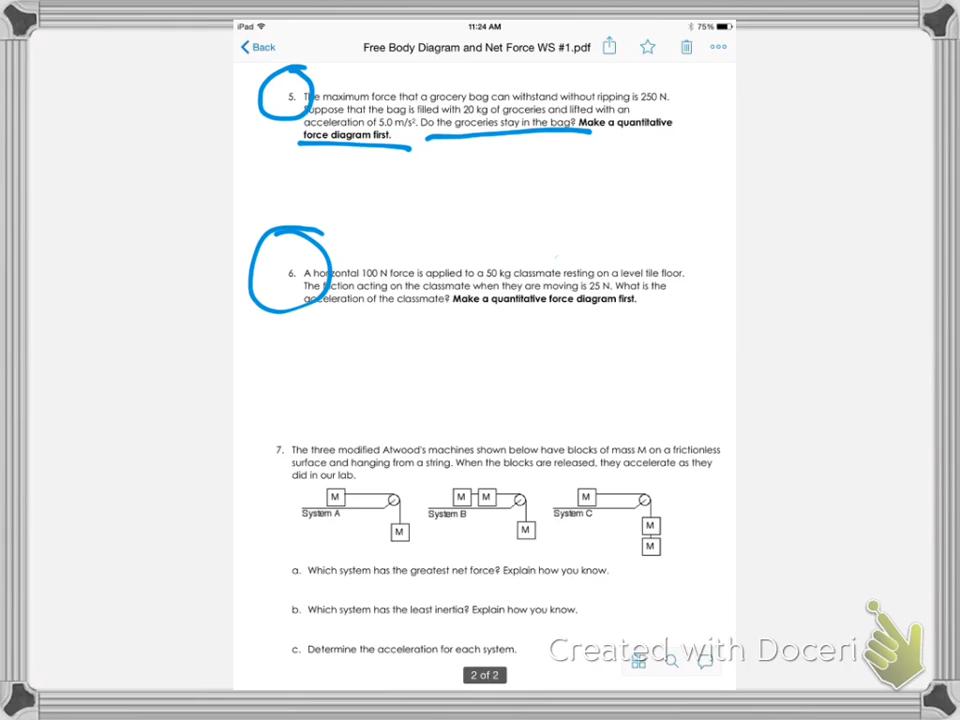 iPad
11:24 AM
75%
Back
Free Body Diagram and Net Force WS #1.pdf
5. The maximum force that a grocery bag can withstand without ripping is 250 N.
Suppose that the bag is filled with 20 kg of groceries and lifted with an
acceleration of 5.0 m/s². Do the groceries stay in the bag? Make a quantitative
force diagram first.
6. A horizontal 100 N force is applied to a 50 kg classmate resting on a level tile floor.
The friction acting on the classmate when they are moving is 25 N. What is the
acceleration of the classmate? Make a quantitative force diagram first.
7. The three modified Atwood's machines shown below have blocks of mass M on a frictionless
surface and hanging from a string. When the blocks are released, they accelerate as they
did in our lab.
M
System A
M
M M
System B
M
M
System C
M
M
a. Which system has the greatest net force? Explain how you know.
b. Which system has the least inertia? Explain how you know.
c. Determine the acceleration for each system.
Created with Doceri
2 of 2